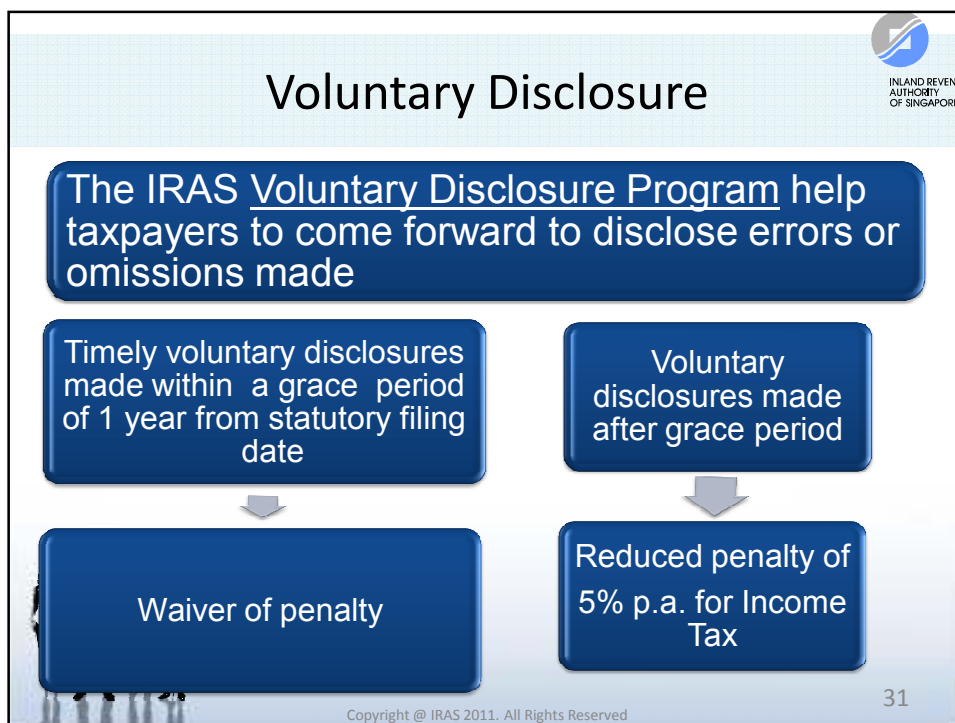 INLAND REVEN
AUTHORITY
OF SINGAPOR
Voluntary Disclosure
The IRAS Voluntary Disclosure Program help
taxpayers to come forward to disclose errors or
omissions made
Timely voluntary disclosures
made within a grace period
of 1 year from statutory filing
date
Voluntary
disclosures made
after grace period
Waiver of penalty
Reduced penalty of
5% p.a. for Income
Tax
31
Copyright @ IRAS 2011. All Rights Reserved